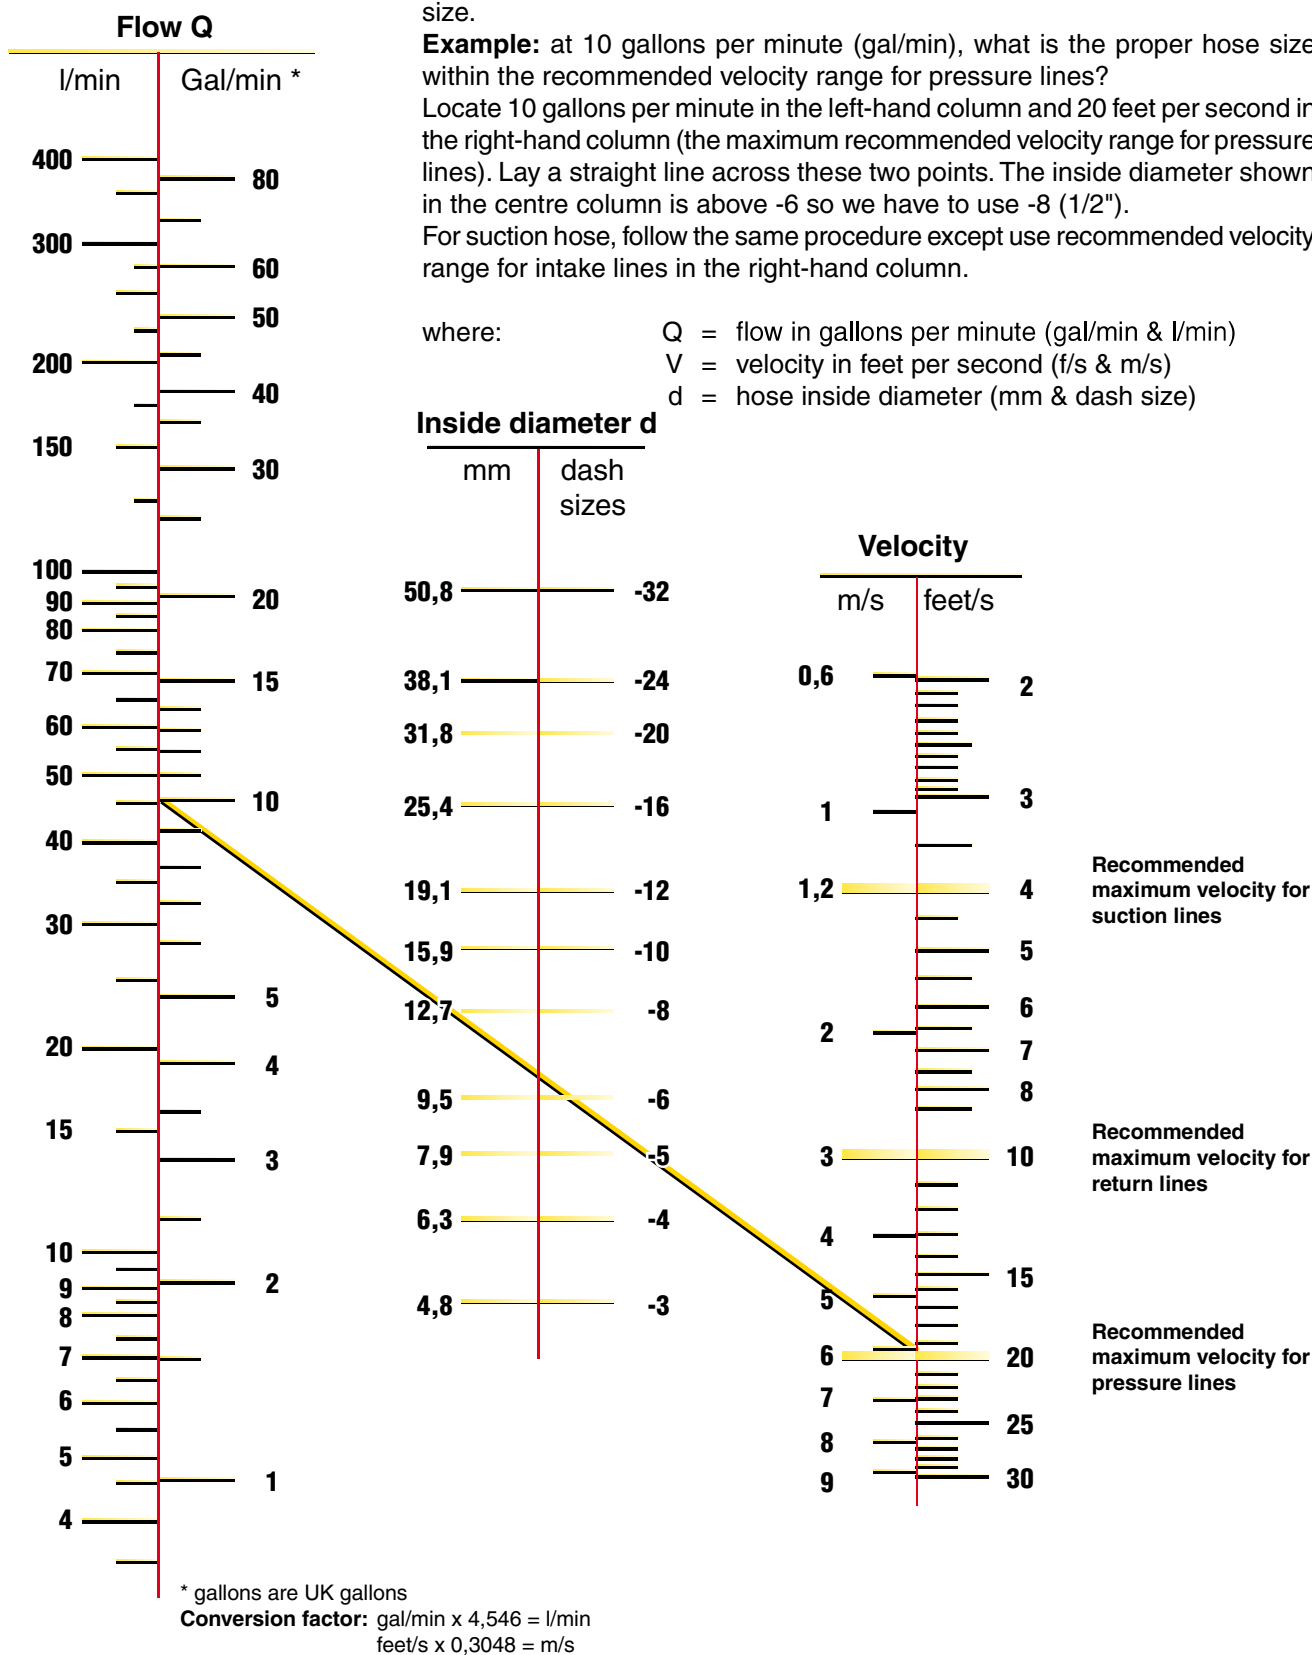 size.
Example: at 10 gallons per minute (gal/min), what is the proper hose size
within the recommended velocity range for pressure lines?
Locate 10 gallons per minute in the left-hand column and 20 feet per second in
the right-hand column (the maximum recommended velocity range for pressure
lines). Lay a straight line across these two points. The inside diameter shown
in the centre column is above -6 so we have to use -8 (1/2").
For suction hose, follow the same procedure except use recommended velocity
range for intake lines in the right-hand column.
where: Q = flow in gallons per minute (gal/min & l/min)
V = velocity in feet per second (f/s & m/s)
d = hose inside diameter (mm & dash size)
Flow Q
l/min Gal/min *
400
80
300
60
50
200
40
150
30
100
90 20
80
70 15
60
50
10
40
30
5
20
4
15
3
10
9 2
8
7
6
5
1
4
Inside diameter d
mm dash
sizes
50,8 -32
38,1 -24
31,8 -20
25,4 -16
19,1 -12
15,9 -10
12,7 -8
9,5 -6
7,9 -5
6,3 -4
4,8 -3
Velocity
m/s feet/s
0,6 2
3
1
1,2 4
5
6
2
7
8
3 10
4
15
5
6 20
7
25
8
9 30
Recommended
maximum velocity for
suction lines
Recommended
maximum velocity for
return lines
Recommended
maximum velocity for
pressure lines
* gallons are UK gallons
Conversion factor: gal/min x 4,546 = l/min
feet/s x 0,3048 = m/s